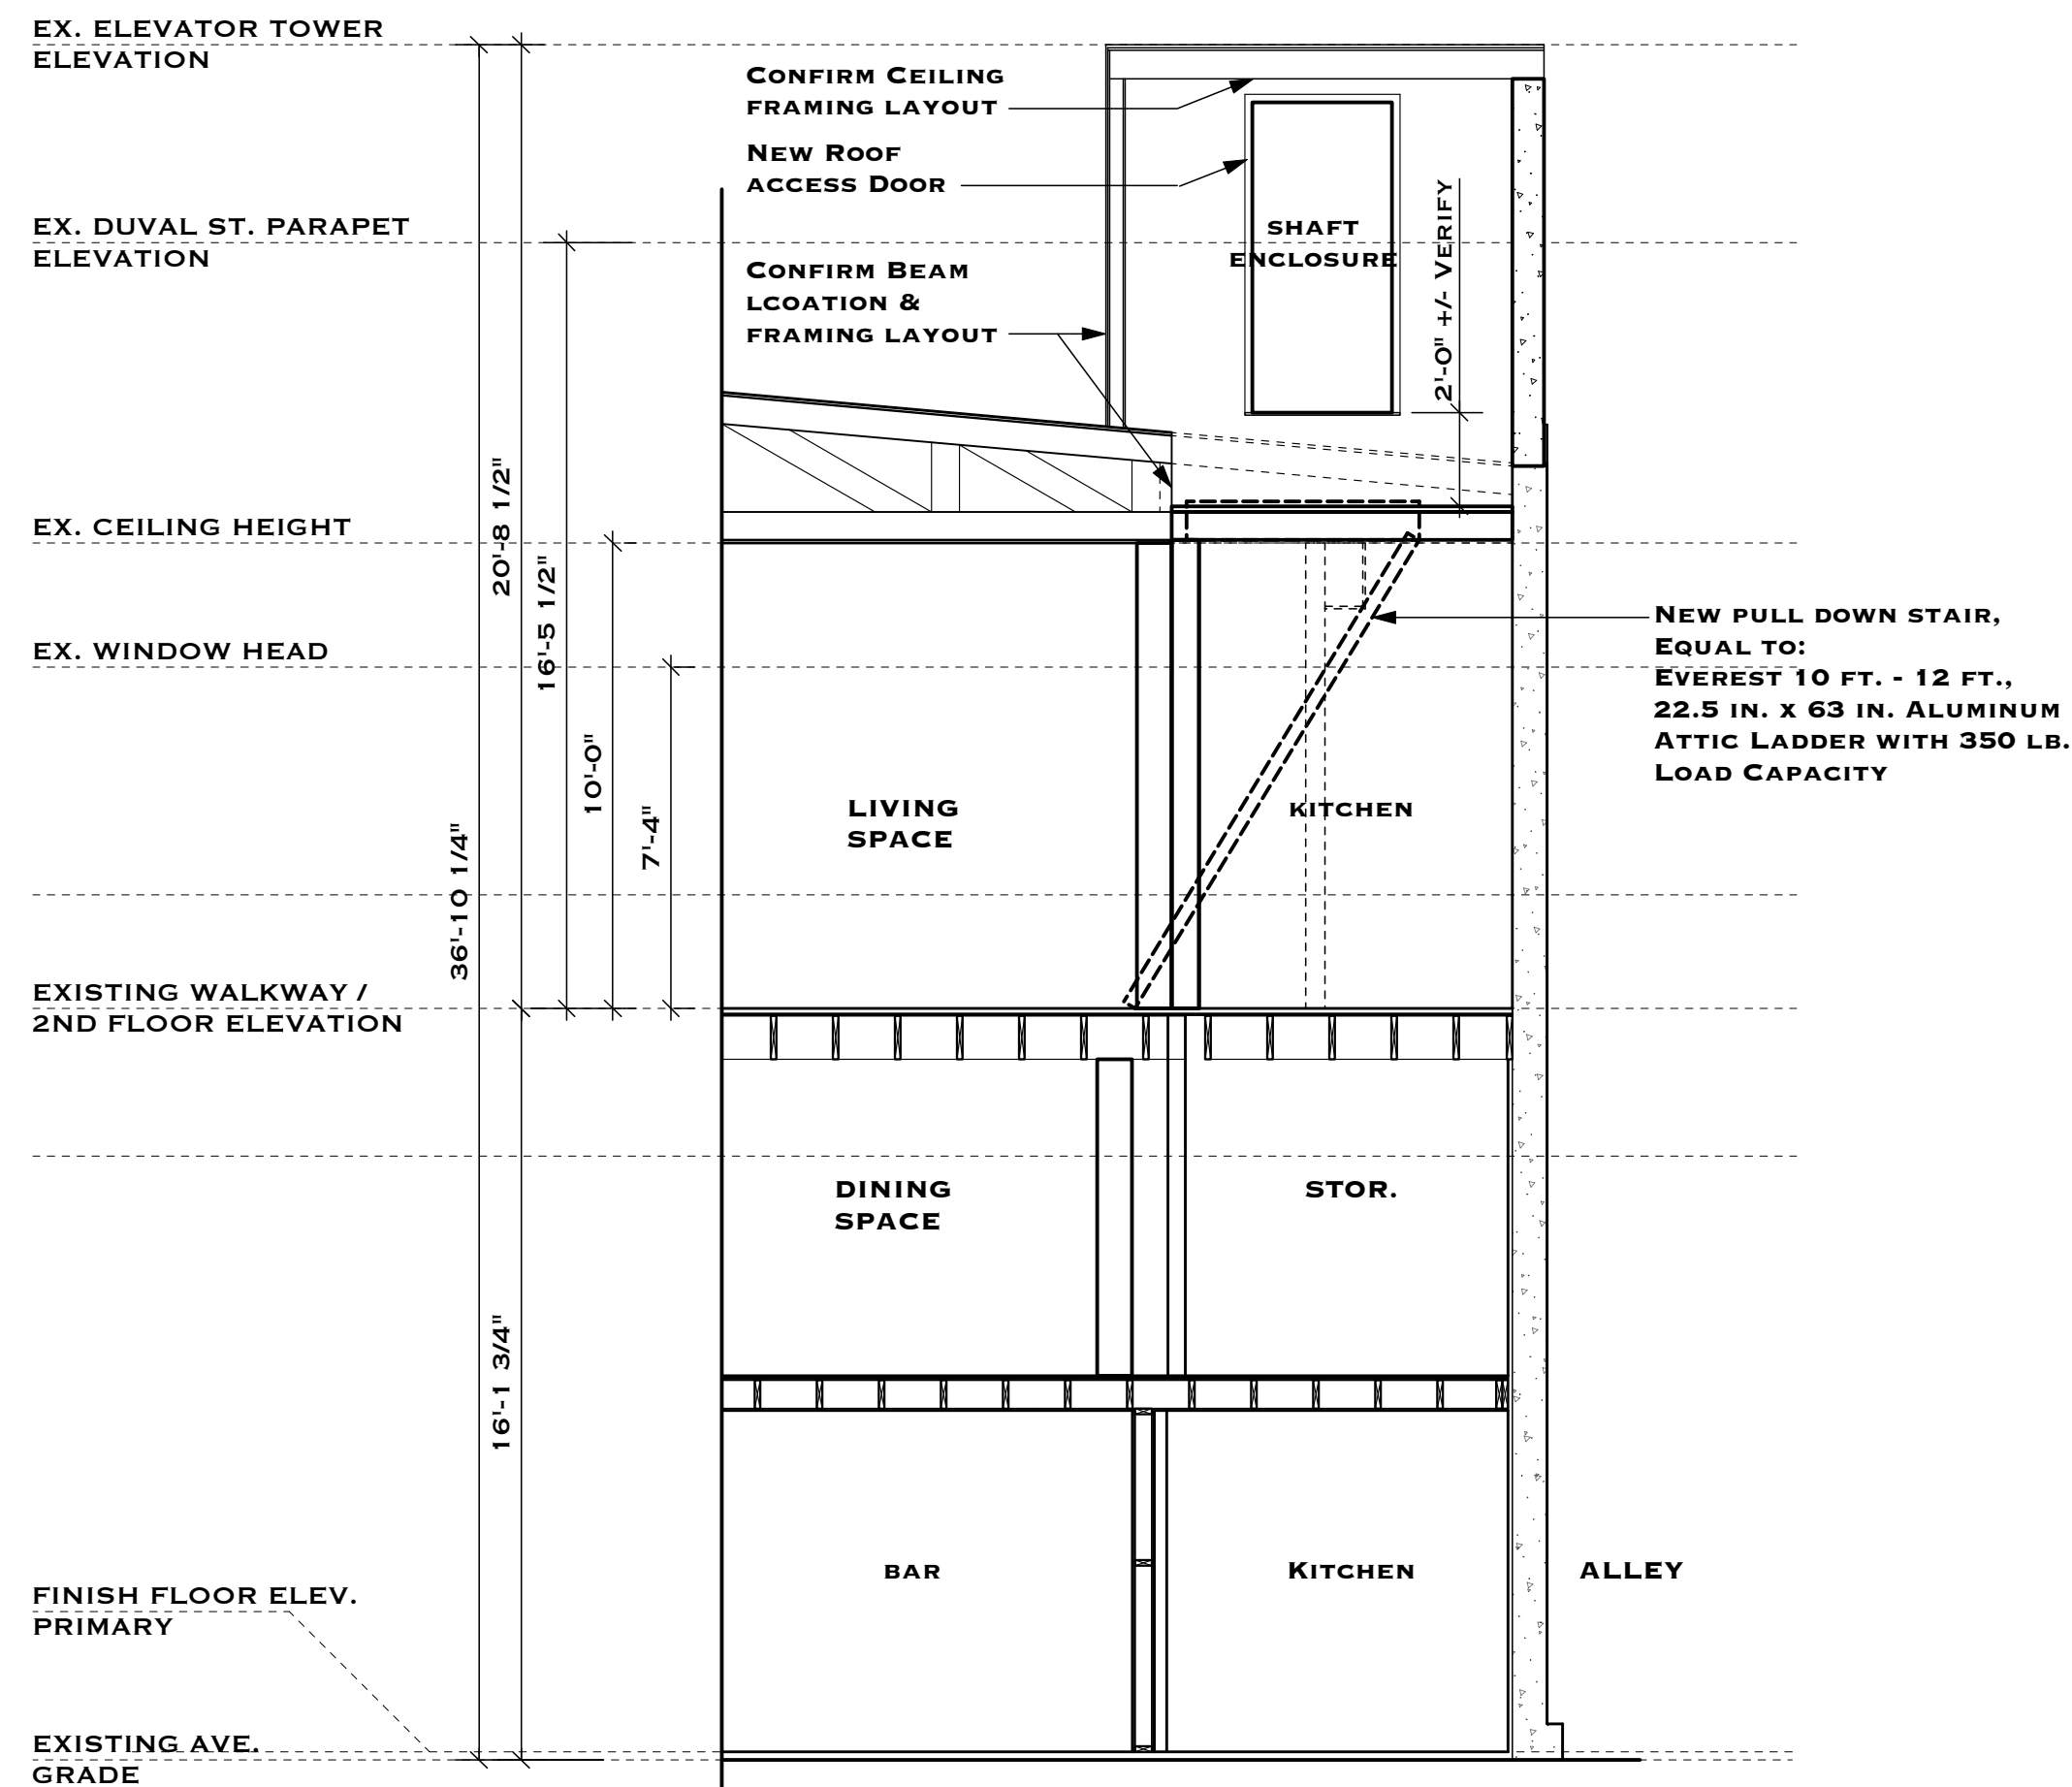 EX. ELEVATOR TOWER
ELEVATION
CONFIRM CEILING
FRAMING LAYOUT
NEW ROOF
ACCESS DOOR
EX. DUVAL ST. PARAPET
ELEVATION
SHAFT
ENCLOSURE
2'-0" +/- VERIFY
CONFIRM BEAM
LCOATION &
FRAMING LAYOUT
EX. CEILING HEIGHT
20'-8 1/2"
16'-5 1/2"
EX. WINDOW HEAD
10'-0"
7'-4"
36'-10 1/4"
NEW PULL DOWN STAIR,
EQUAL TO:
EVEREST 10 FT. - 12 FT.,
22.5 IN. X 63 IN. ALUMINUM
ATTIC LADDER WITH 350 LB.
LOAD CAPACITY
LIVING
SPACE
KITCHEN
EXISTING WALKWAY /
2ND FLOOR ELEVATION
DINING
SPACE
STOR.
16'-1 3/4"
BAR
KITCHEN
ALLEY
FINISH FLOOR ELEV.
PRIMARY
EXISTING AVE.
GRADE